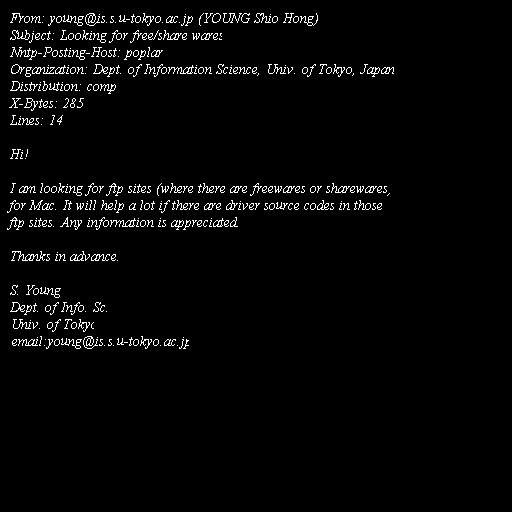 From: young@is.s.u-tokyo.ac.jp (YOUNG Shio Hong)
Subject: Looking for free/share wares
Nntp-Posting-Host: poplar
Organization: Dept. of Information Science, Univ. of Tokyo, Japan
Distribution: comp
X-Bytes: 285
Lines: 14
Hi!
I am looking for ftp sites (where there are freewares or sharewares,
for Mac. It will help a lot if there are driver source codes in those
ftp sites. Any information is appreciated.
Thanks in advance.
S. Young
Dept. of Info. Sc.
Univ. of Tokyo
email:young@is.s.u-tokyo.ac.jp